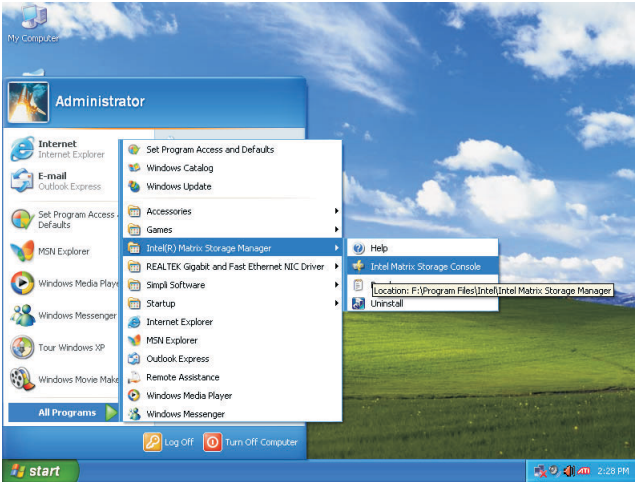 My Computer
Administrator
Internet
Internet Explorer
E-mail
Outlook Express
Set Program Access
Defaults
MSN Explorer
Windows Media Playe
Windows Messenger
Tour Windows XP
Windows Movie Make
All Programs
Set Program Access and Defaults
Windows Catalog
Windows Update
Accessories
Games
Intel(R) Matrix Storage Manager
REALTEK Gigabit and Fast Ethernet NIC Driver
Simpli Software
Startup
Internet Explorer
MSN Explorer
Outlook Express
Remote Assistance
Windows Media Player
Windows Messenger
Help
Intel Matrix Storage Console
Location: F:\Program Files\Intel\Intel Matrix Storage Manager
Uninstall
Log Off
Turn Off Computer
start
2:28 PM